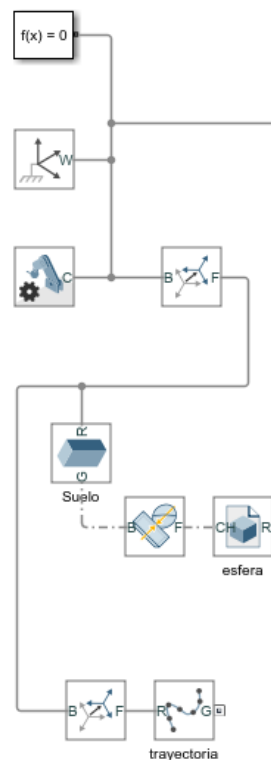 f(x) = 0
W
C
B F
R
G
Suelo
B F
CH R
esfera
B F
R G
trayectoria